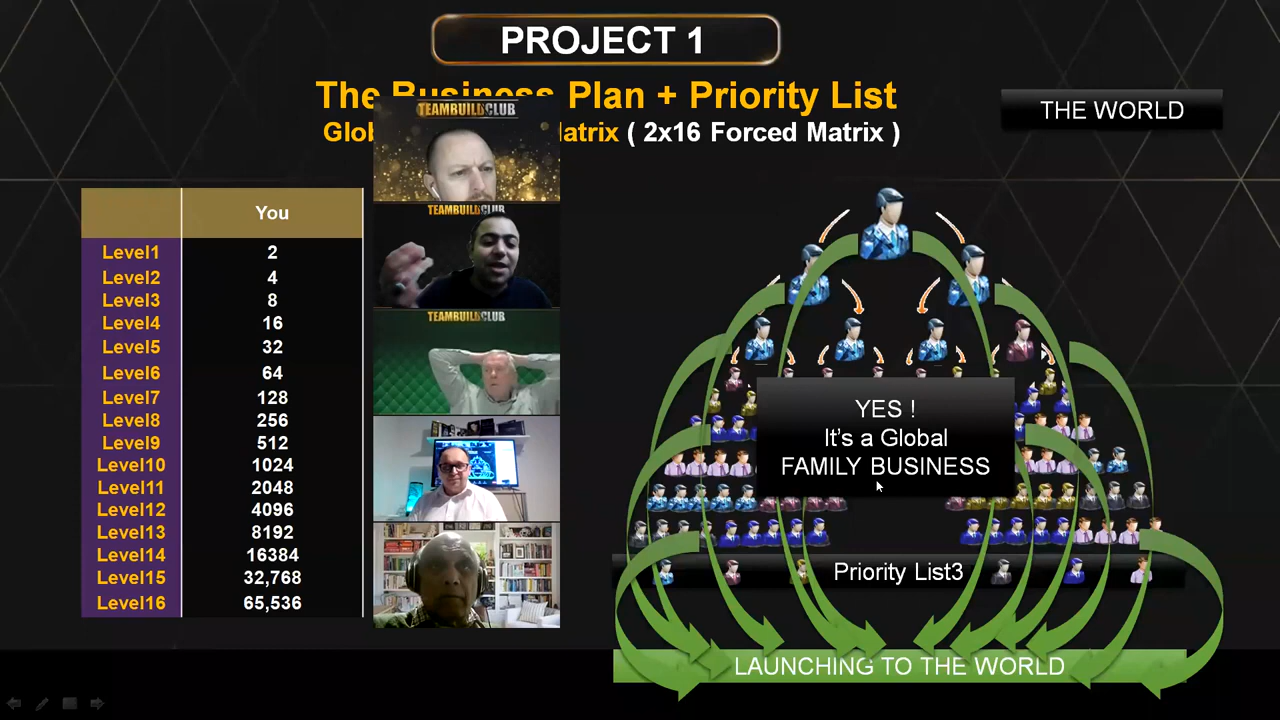 PROJECT 1
The Business Plan + Priority List
Glob
atrix ( 2x16 Forced Matrix )
THE WORLD
TEAMBUILDCLUB
TEAMBUILDCLUB
TEAMBUILDCLUB
You
Level1 2
Level2 4
Level3 8
Level4 16
Level5 32
Level6 64
Level7 128
Level8 256
Level9 512
Level10 1024
Level11 2048
Level12 4096
Level13 8192
Level14 16384
Level15 32,768
Level16 65,536
YES !
It's a Global
FAMILY BUSINESS
Priority List3
LAUNCHING TO THE WORLD